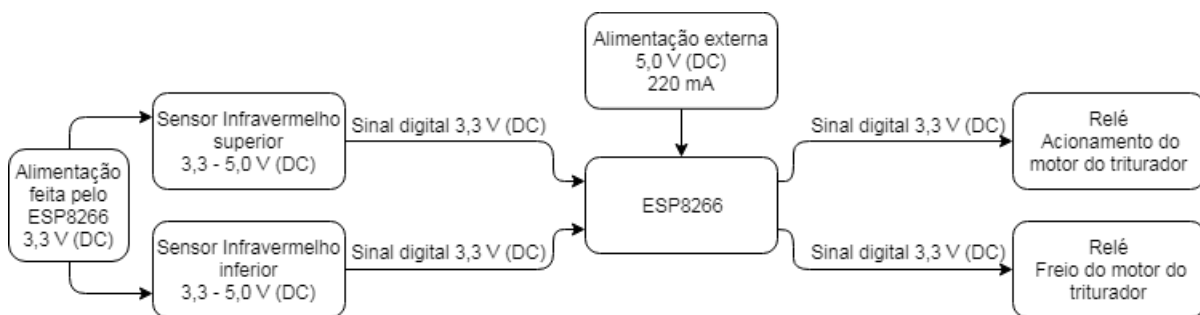 Alimentação
feita pelo
ESP8266
3,3 V (DC)
Sensor Infravermelho
superior
3,3 - 5,0 V (DC)
Sensor Infravermelho
inferior
3,3 - 5,0 V (DC)
Sinal digital 3,3 V (DC)
Sinal digital 3,3 V (DC)
Alimentação externa
5,0 V (DC)
220 mA
ESP8266
Sinal digital 3,3 V (DC)
Sinal digital 3,3 V (DC)
Relé
Acionamento do
motor do triturador
Relé
Freio do motor do
triturador